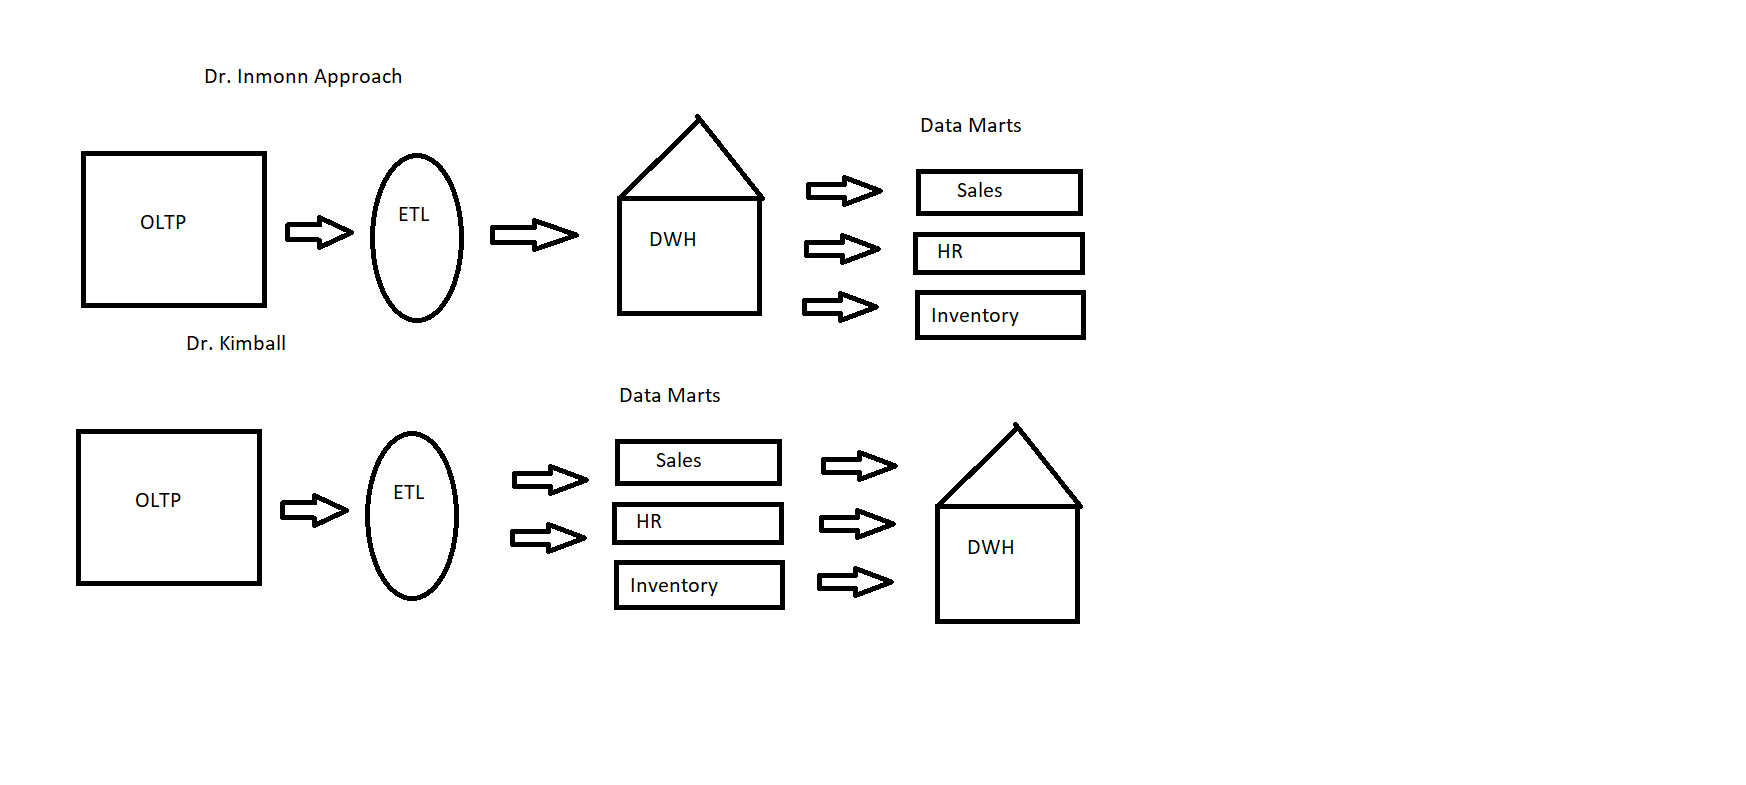 Dr. Inmonn Approach
Data Marts
OLTP
ETL
DWH
Sales
HR
Inventory
Dr. Kimball
Data Marts
OLTP
ETL
Sales
HR
Inventory
DWH